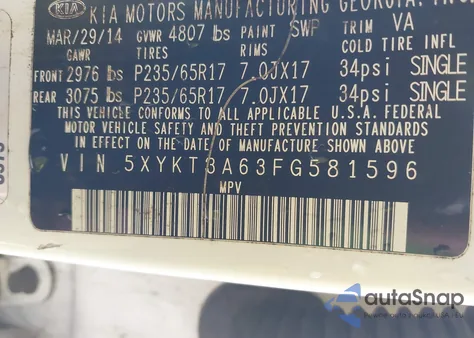 KIA KIA MOTORS MANUFACTURING GEORGIA, INC
MAR/29/14 GVWR 4807 lbs PAINT SWP TRIM VA
GAWR TIRES RIMS COLD TIRE INFL
FRONT 2976 lbs P235/65R17 7.0JX17 34psi SINGLE
REAR 3075 lbs P235/65R17 7.0JX17 34psi SINGLE
THIS VEHICLE CONFORMS TO ALL APPLICABLE U.S.A. FEDERAL
MOTOR VEHICLE SAFETY AND THEFT PREVENTION STANDARDS
IN EFFECT ON THE DATE OF MANUFACTURE SHOWN ABOVE.
VIN 5XYKT3A63FG581596
MPV
autoSnap